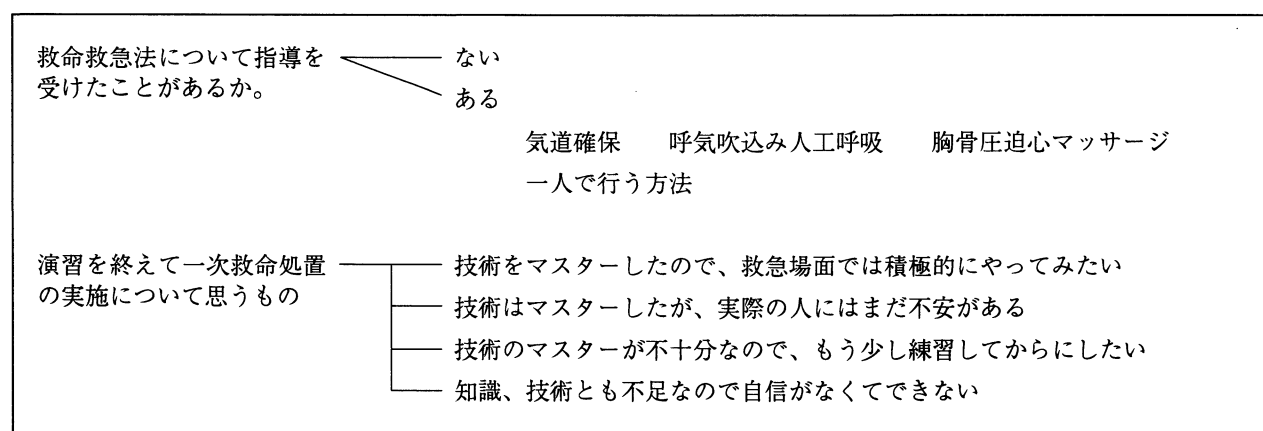 救命救急法について指導を
受けたことがあるか。
ない
ある
気道確保 呼気吹込み人工呼吸 胸骨圧迫心マッサージ
一人で行う方法
演習を終えて一次救命処置
の実施について思うもの
技術をマスターしたので、救急場面では積極的にやってみたい
技術はマスターしたが、実際の人にはまだ不安がある
技術のマスターが不十分なので、もう少し練習してからにしたい
知識、技術とも不足なので自信がなくてできない